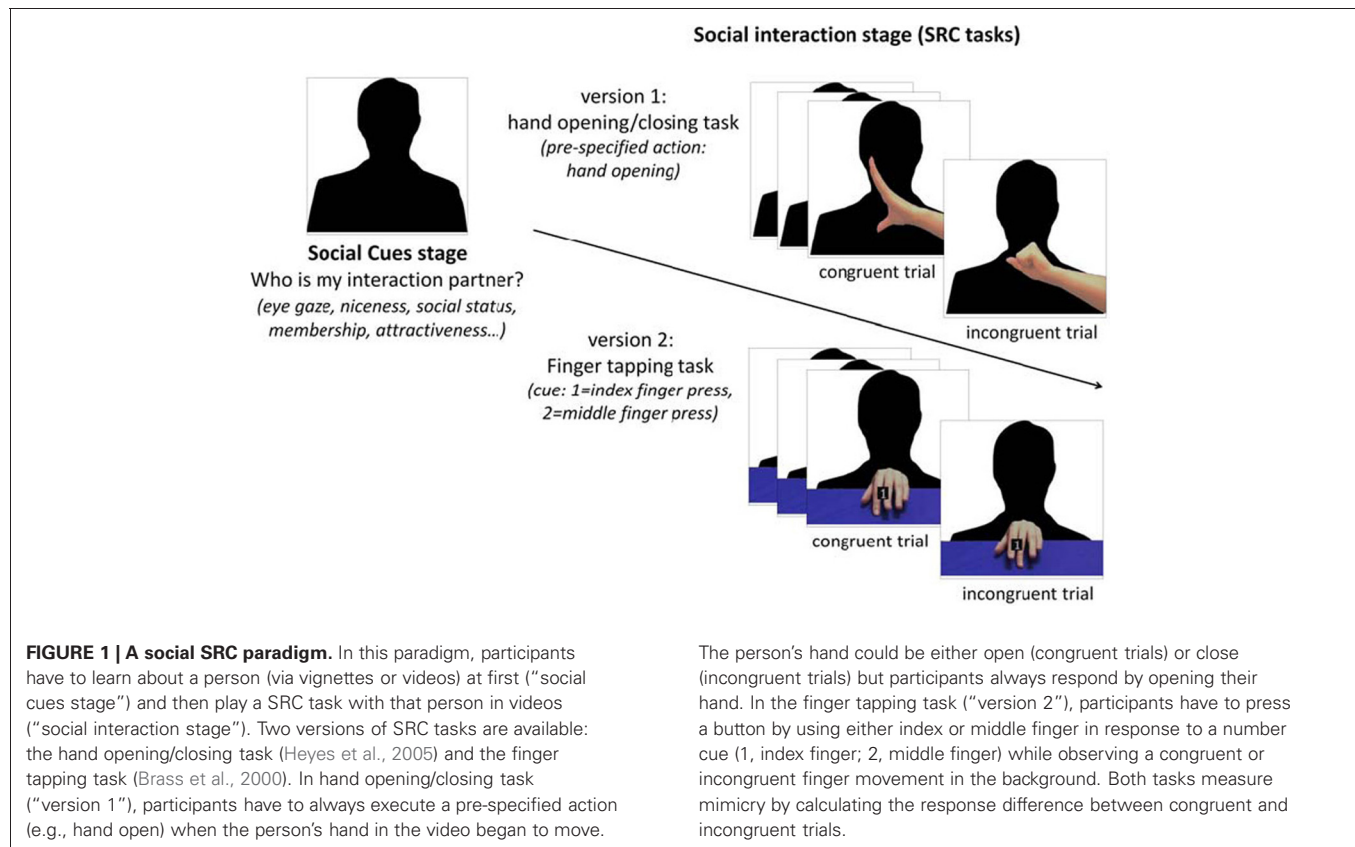 Social interaction stage (SRC tasks)
version 1:
hand opening/closing task
(pre-specified action:
hand opening)
congruent trial
incongruent trial
Social Cues stage
Who is my interaction partner?
(eye gaze, niceness, social status,
membership, attractiveness...)
version 2:
Finger tapping task
(cue: 1=index finger press,
2=middle finger press)
1
congruent trial
1
incongruent trial
FIGURE 1 | A social SRC paradigm. In this paradigm, participants
have to learn about a person (via vignettes or videos) at first (“social
cues stage”) and then play a SRC task with that person in videos
(“social interaction stage”). Two versions of SRC tasks are available:
the hand opening/closing task (Heyes et al., 2005) and the finger
tapping task (Brass et al., 2000). In hand opening/closing task
(“version 1”), participants have to always execute a pre-specified action
(e.g., hand open) when the person’s hand in the video began to move.
The person’s hand could be either open (congruent trials) or close
(incongruent trials) but participants always respond by opening their
hand. In the finger tapping task (“version 2”), participants have to press
a button by using either index or middle finger in response to a number
cue (1, index finger; 2, middle finger) while observing a congruent or
incongruent finger movement in the background. Both tasks measure
mimicry by calculating the response difference between congruent and
incongruent trials.